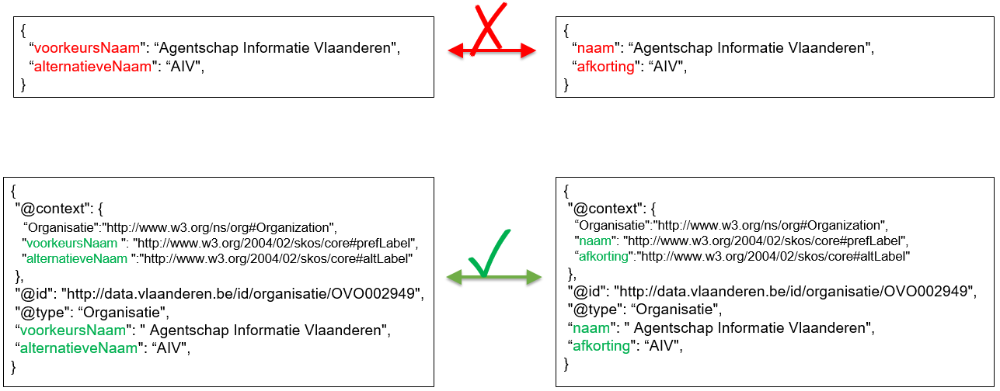 {
“voorkeursNaam": “Agentschap Informatie Vlaanderen",
“alternatieveNaam": “AIV",
}
{
“naam": “Agentschap Informatie Vlaanderen",
“afkorting": “AIV",
}
{
"@context": {
“Organisatie":"http://www.w3.org/ns/org#Organization",
"voorkeursNaam ": "http://www.w3.org/2004/02/skos/core#prefLabel",
"alternatieveNaam ":"http://www.w3.org/2004/02/skos/core#altLabel"
},
"@id": "http://data.vlaanderen.be/id/organisatie/OVO002949",
"@type": “Organisatie",
“voorkeursNaam": " Agentschap Informatie Vlaanderen",
“alternatieveNaam": “AIV",
}
{
"@context": {
“Organisatie":"http://www.w3.org/ns/org#Organization",
"naam": "http://www.w3.org/2004/02/skos/core#prefLabel",
“afkorting":"http://www.w3.org/2004/02/skos/core#altLabel"
},
"@id": "http://data.vlaanderen.be/id/organisatie/OVO002949",
"@type": “Organisatie",
“naam": " Agentschap Informatie Vlaanderen",
“afkorting": “AIV",
}